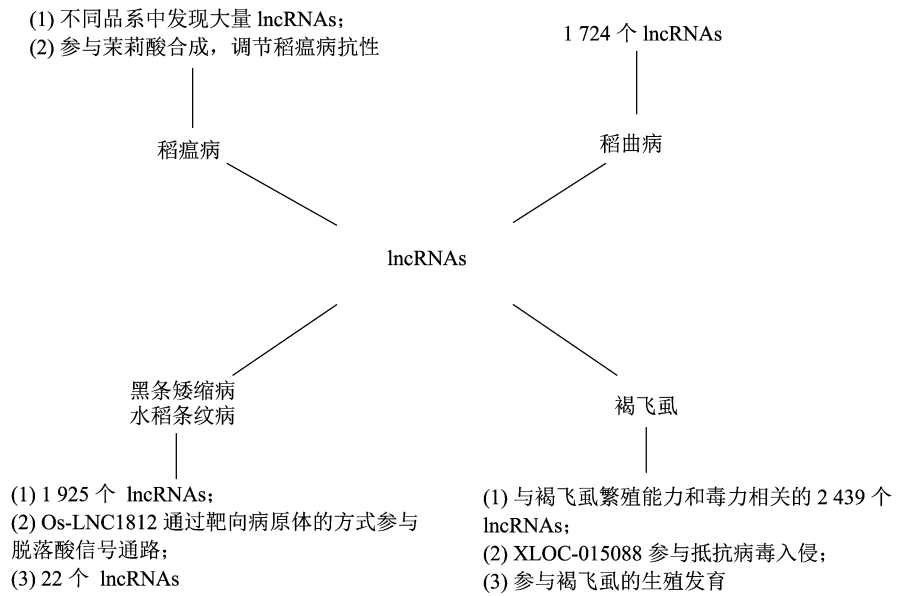 (1) 不同品系中发现大量 lncRNAs；
(2) 参与茉莉酸合成，调节稻瘟病抗性
1 724 个 lncRNAs
稻瘟病
稻曲病
lncRNAs
黑条矮缩病
水稻条纹病
褐飞虱
(1) 1 925 个 lncRNAs；
(2) Os-LNC1812 通过靶向病原体的方式参与
脱落酸信号通路；
(3) 22 个 lncRNAs
(1) 与褐飞虱繁殖能力和毒力相关的 2 439 个
lncRNAs；
(2) XLOC-015088 参与抵抗病毒入侵；
(3) 参与褐飞虱的生殖发育